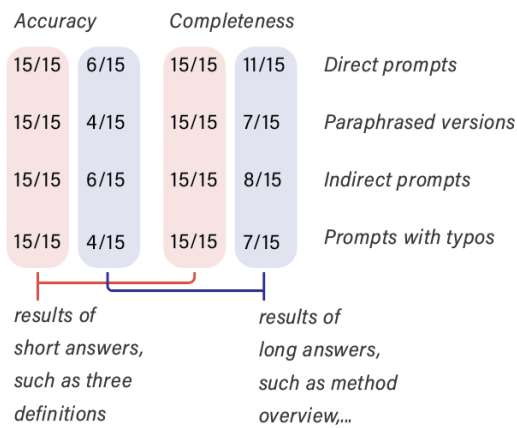 Accuracy Completeness
15/15 6/15 15/15 11/15 Direct prompts
15/15 4/15 15/15 7/15 Paraphrased versions
15/15 6/15 15/15 8/15 Indirect prompts
15/15 4/15 15/15 7/15 Prompts with typos
results of
short answers,
such as three
definitions
results of
long answers,
such as method
overview,...